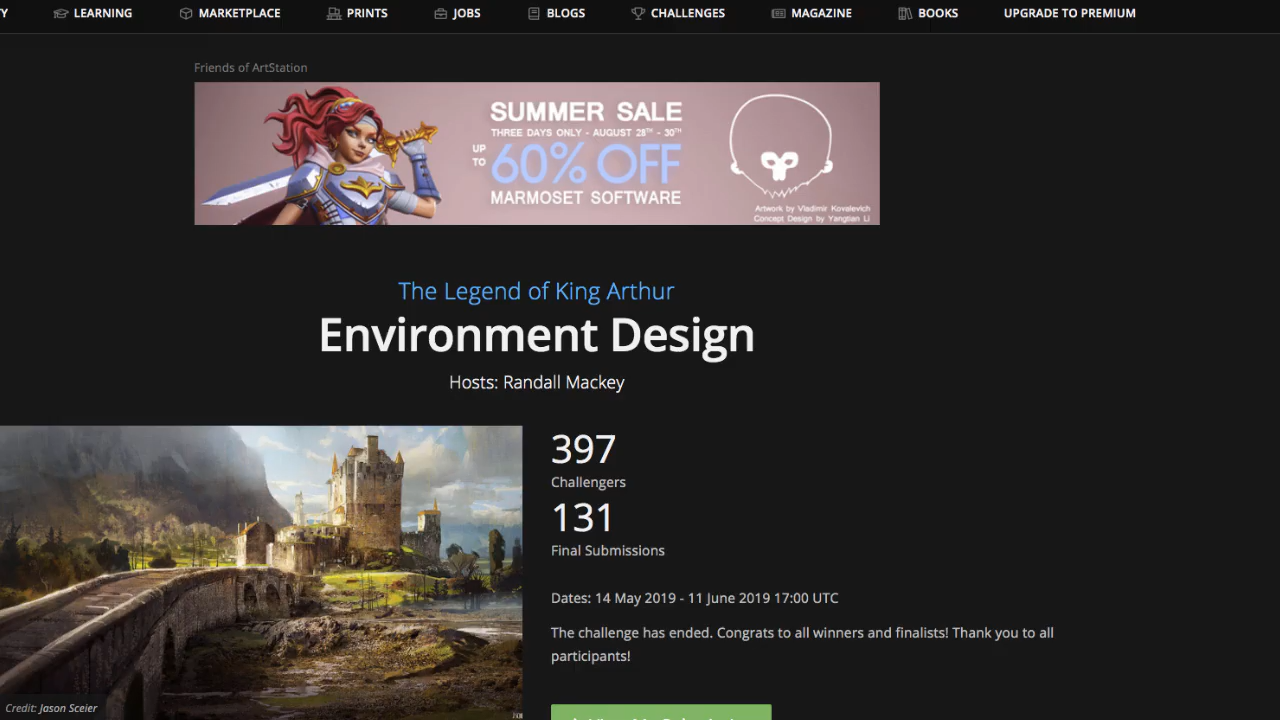 TY
LEARNING
MARKETPLACE
PRINTS
JOBS
BLOGS
CHALLENGES
MAGAZINE
BOOKS
UPGRADE TO PREMIUM
Friends of ArtStation
SUMMER SALE
THREE DAYS ONLY - AUGUST 28TH - 30TH
UP TO 60% OFF
MARMOSET SOFTWARE
Artwork by Vladimir Kovalevich
Concept Design by Yangtian Li
The Legend of King Arthur
Environment Design
Hosts: Randall Mackey
397
Challengers
131
Final Submissions
Dates: 14 May 2019 - 11 June 2019 17:00 UTC
The challenge has ended. Congrats to all winners and finalists! Thank you to all
participants!
Credit: Jason Sceier